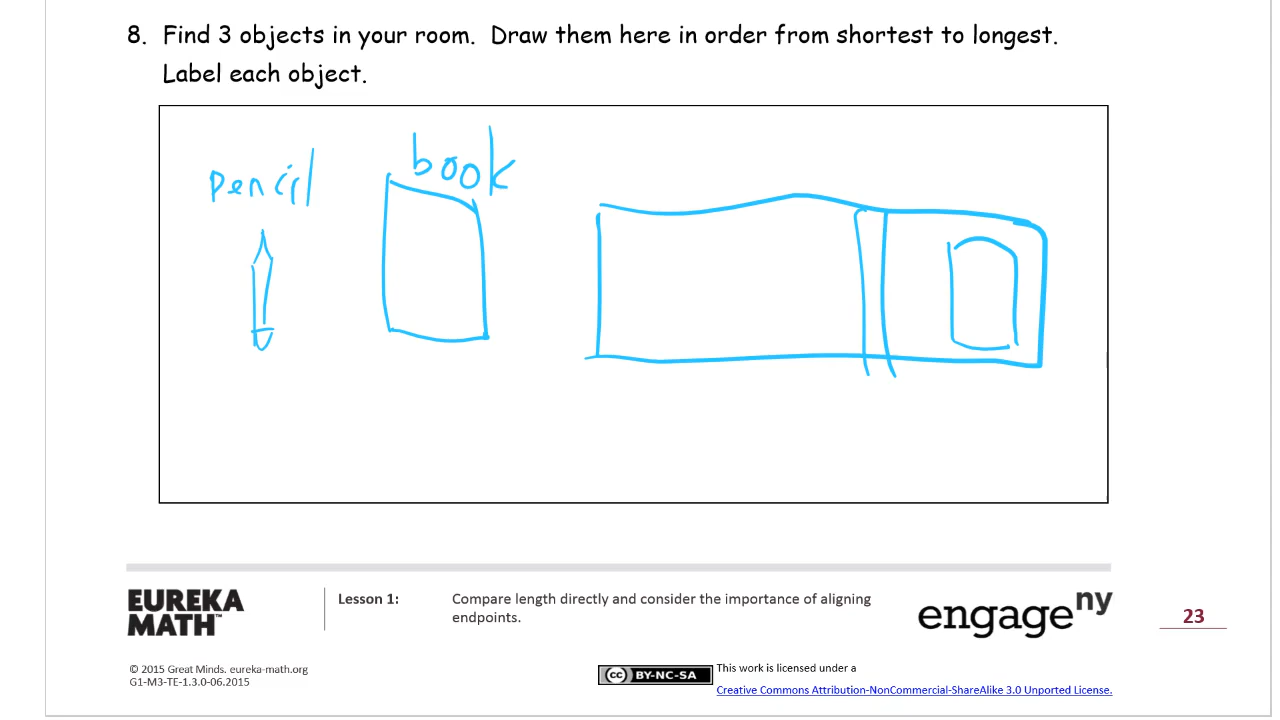 8. Find 3 objects in your room. Draw them here in order from shortest to longest.
Label each object.
pencil
book
EUREKA
MATH™
Lesson 1:
Compare length directly and consider the importance of aligning
endpoints.
engageny
23
© 2015 Great Minds. eureka-math.org
G1-M3-TE-1.3.0-06.2015
cc BY-NC-SA
This work is licensed under a
Creative Commons Attribution-NonCommercial-ShareAlike 3.0 Unported License.